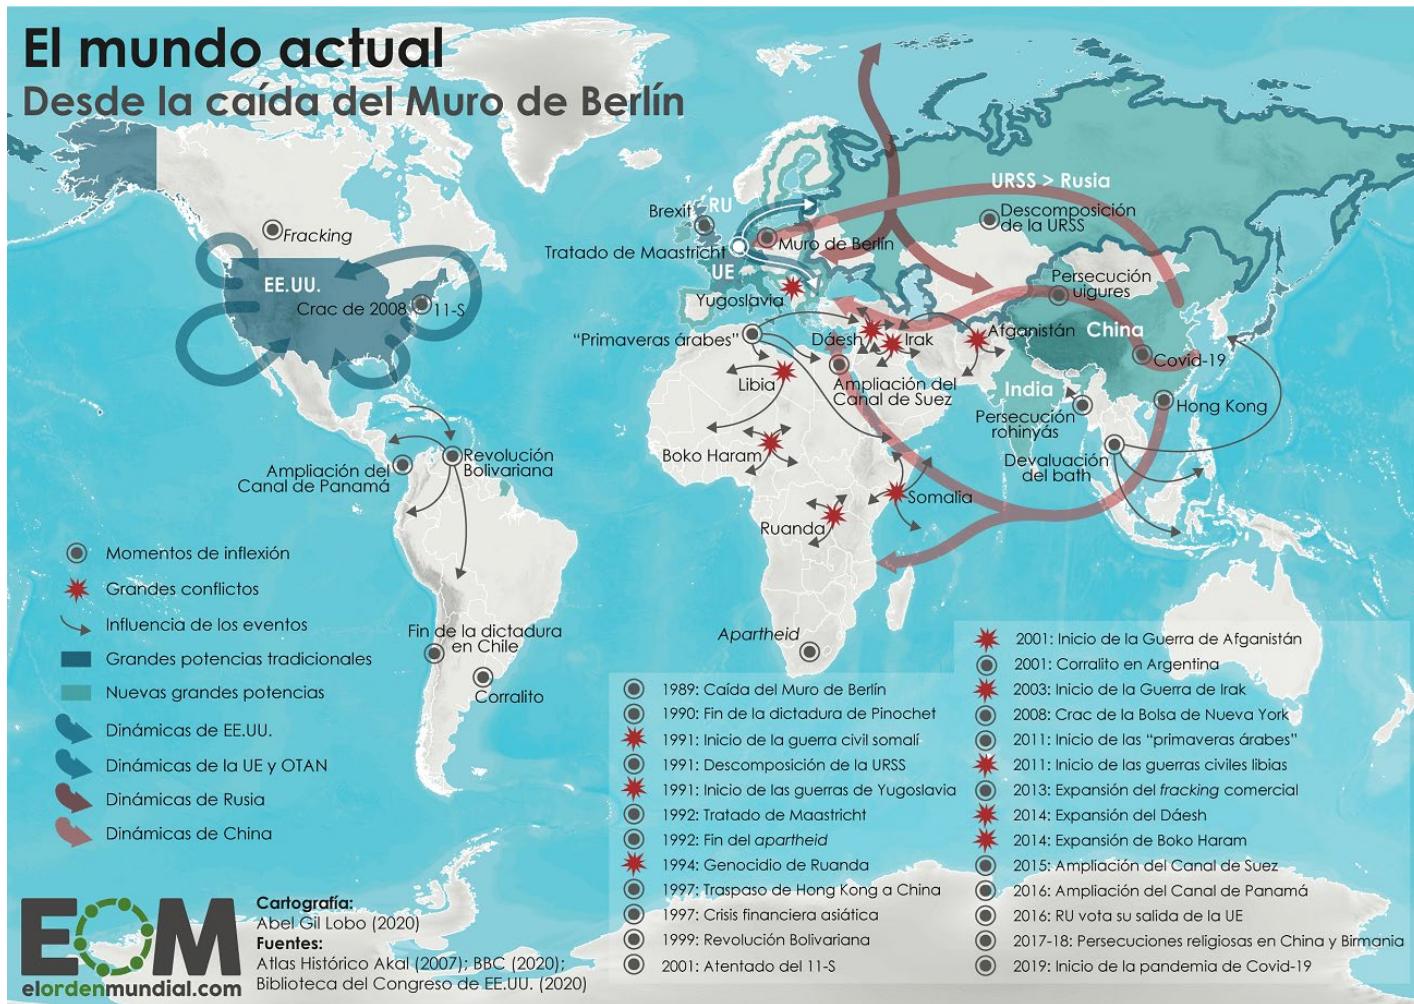 El mundo actual
Desde la caída del Muro de Berlín
URSS > Rusia
Brexit
RU
Descomposición
de la URSS
Fracking
Muro de Berlín
Tratado de Maastricht
UE
EE.UU.
Persecución
uigures
Crac de 2008
11-S
Yugoslavia
"Primaveras árabes"
Dáesh
Irak
Afganistán
China
Covid-19
Libia
Ampliación del
Canal de Suez
India
Hong Kong
Persecución
rohinyás
Boko Haram
Revolución
Bolivariana
Ampliación del
Canal de Panamá
Devaluación
del bath
Somalia
Ruanda
Fin de la dictadura
en Chile
Apartheid
Corralito
Momentos de inflexión
Grandes conflictos
Influencia de los eventos
Grandes potencias tradicionales
Nuevas grandes potencias
Dinámicas de EE.UU.
Dinámicas de la UE y OTAN
Dinámicas de Rusia
Dinámicas de China
1989: Caída del Muro de Berlín
1990: Fin de la dictadura de Pinochet
1991: Inicio de la guerra civil somalí
1991: Descomposición de la URSS
1991: Inicio de las guerras de Yugoslavia
1992: Tratado de Maastricht
1992: Fin del apartheid
1994: Genocidio de Ruanda
1997: Traspaso de Hong Kong a China
1997: Crisis financiera asiática
1999: Revolución Bolivariana
2001: Atentado del 11-S
2001: Inicio de la Guerra de Afganistán
2001: Corralito en Argentina
2003: Inicio de la Guerra de Irak
2008: Crac de la Bolsa de Nueva York
2011: Inicio de las "primaveras árabes"
2011: Inicio de las guerras civiles libias
2013: Expansión del fracking comercial
2014: Expansión del Dáesh
2014: Expansión de Boko Haram
2015: Ampliación del Canal de Suez
2016: Ampliación del Canal de Panamá
2016: RU vota su salida de la UE
2017-18: Persecuciones religiosas en China y Birmania
2019: Inicio de la pandemia de Covid-19
EOM
elordenmundial.com
Cartografía:
Abel Gil Lobo (2020)
Fuentes:
Atlas Histórico Akal (2007); BBC (2020);
Biblioteca del Congreso de EE.UU. (2020)